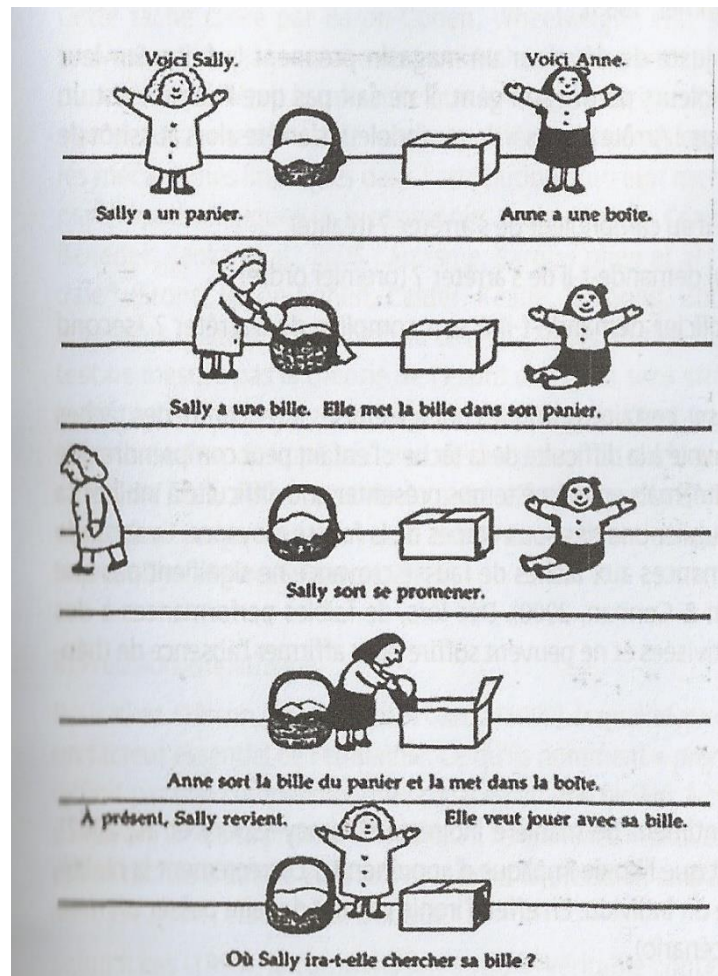 Voici Sally.
Voici Anne.
Sally a un panier.
Anne a une boîte.
Sally a une bille. Elle met la bille dans son panier.
Sally sort se promener.
Anne sort la bille du panier et la met dans la boîte.
À présent, Sally revient.
Elle veut jouer avec sa bille.
Où Sally ira-t-elle chercher sa bille?